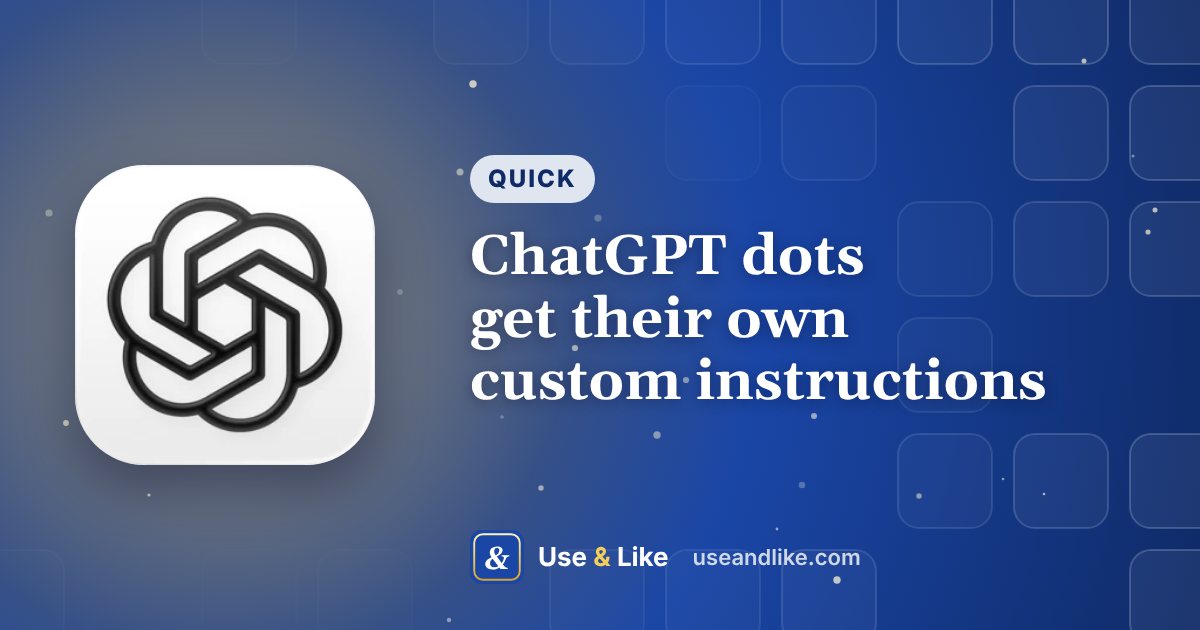 QUICK
ChatGPT dots
get their own
custom instructions
& Use & Like useandlike.com